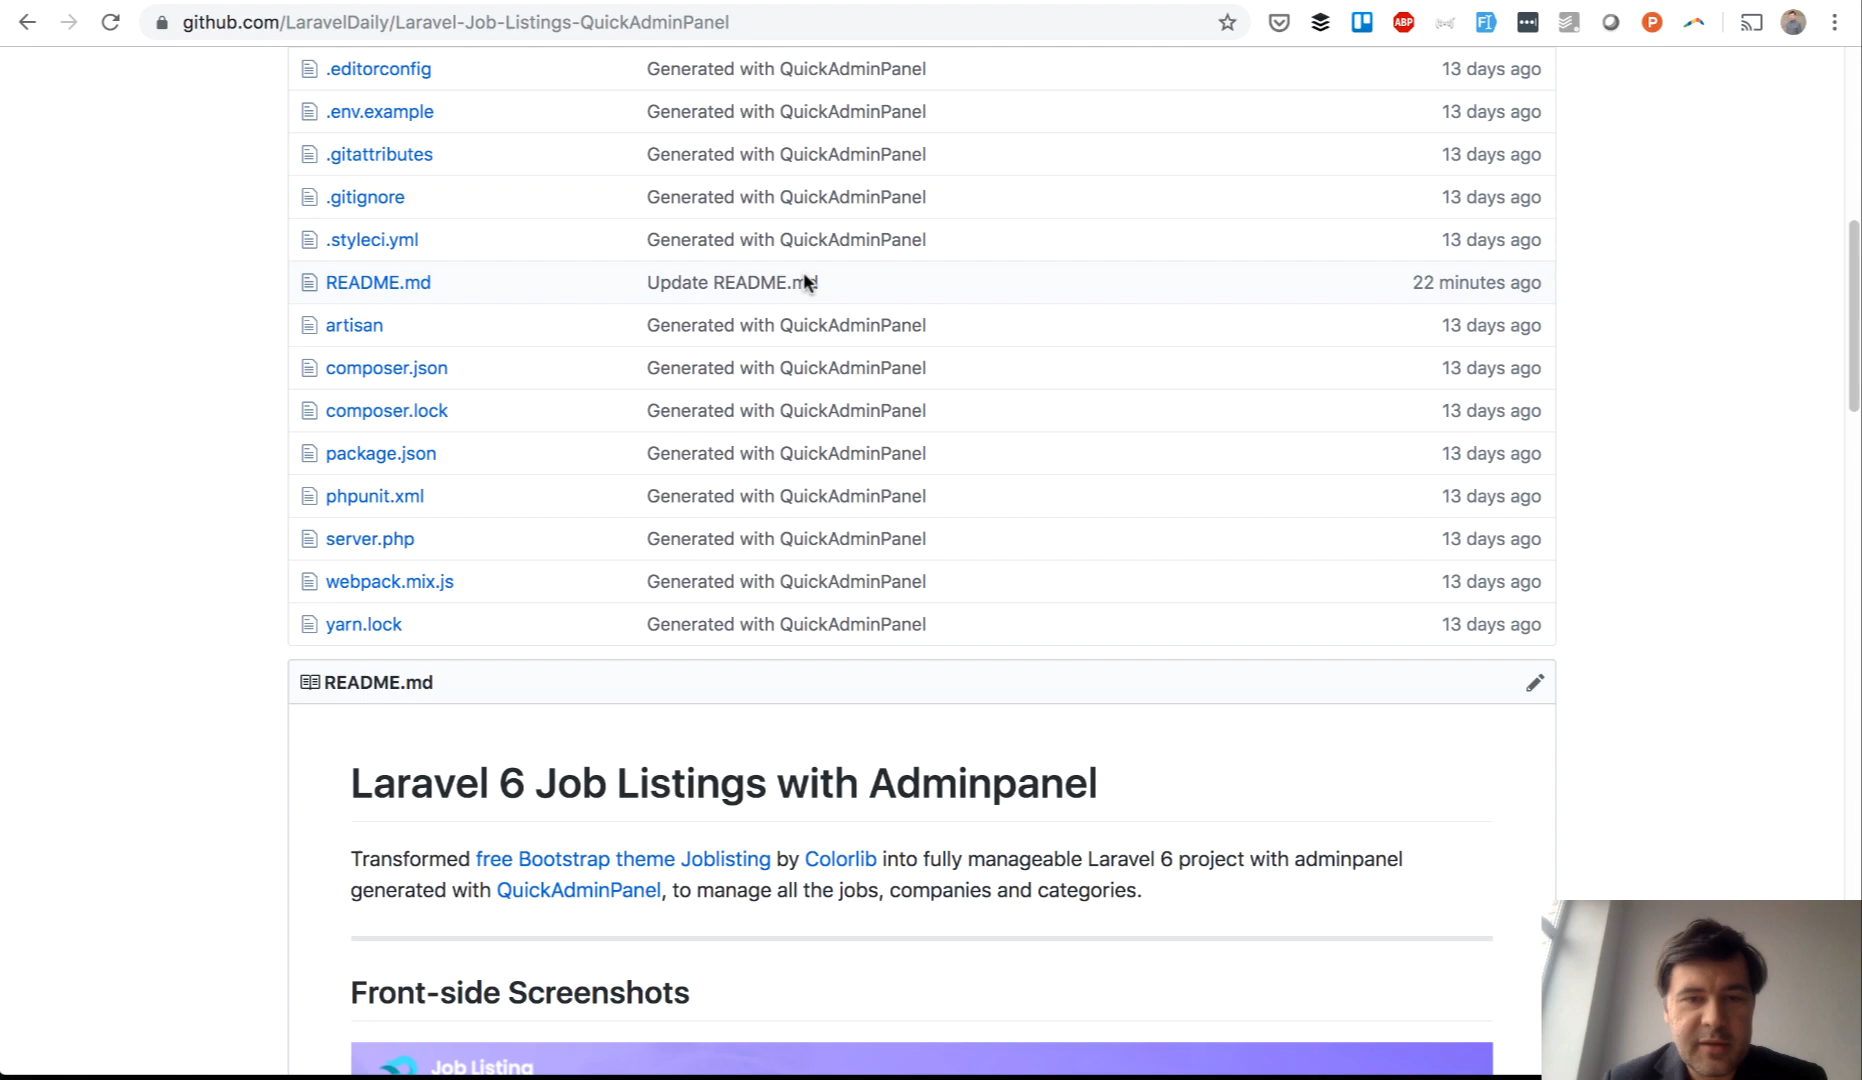 github.com/LaravelDaily/Laravel-Job-Listings-QuickAdminPanel
ABP
P
.editorconfig Generated with QuickAdminPanel 13 days ago
.env.example Generated with QuickAdminPanel 13 days ago
.gitattributes Generated with QuickAdminPanel 13 days ago
.gitignore Generated with QuickAdminPanel 13 days ago
.styleci.yml Generated with QuickAdminPanel 13 days ago
README.md Update README.md 22 minutes ago
artisan Generated with QuickAdminPanel 13 days ago
composer.json Generated with QuickAdminPanel 13 days ago
composer.lock Generated with QuickAdminPanel 13 days ago
package.json Generated with QuickAdminPanel 13 days ago
phpunit.xml Generated with QuickAdminPanel 13 days ago
server.php Generated with QuickAdminPanel 13 days ago
webpack.mix.js Generated with QuickAdminPanel 13 days ago
yarn.lock Generated with QuickAdminPanel 13 days ago
README.md
Laravel 6 Job Listings with Adminpanel
Transformed free Bootstrap theme Joblisting by Colorlib into fully manageable Laravel 6 project with adminpanel
generated with QuickAdminPanel, to manage all the jobs, companies and categories.
Front-side Screenshots
Job Listing